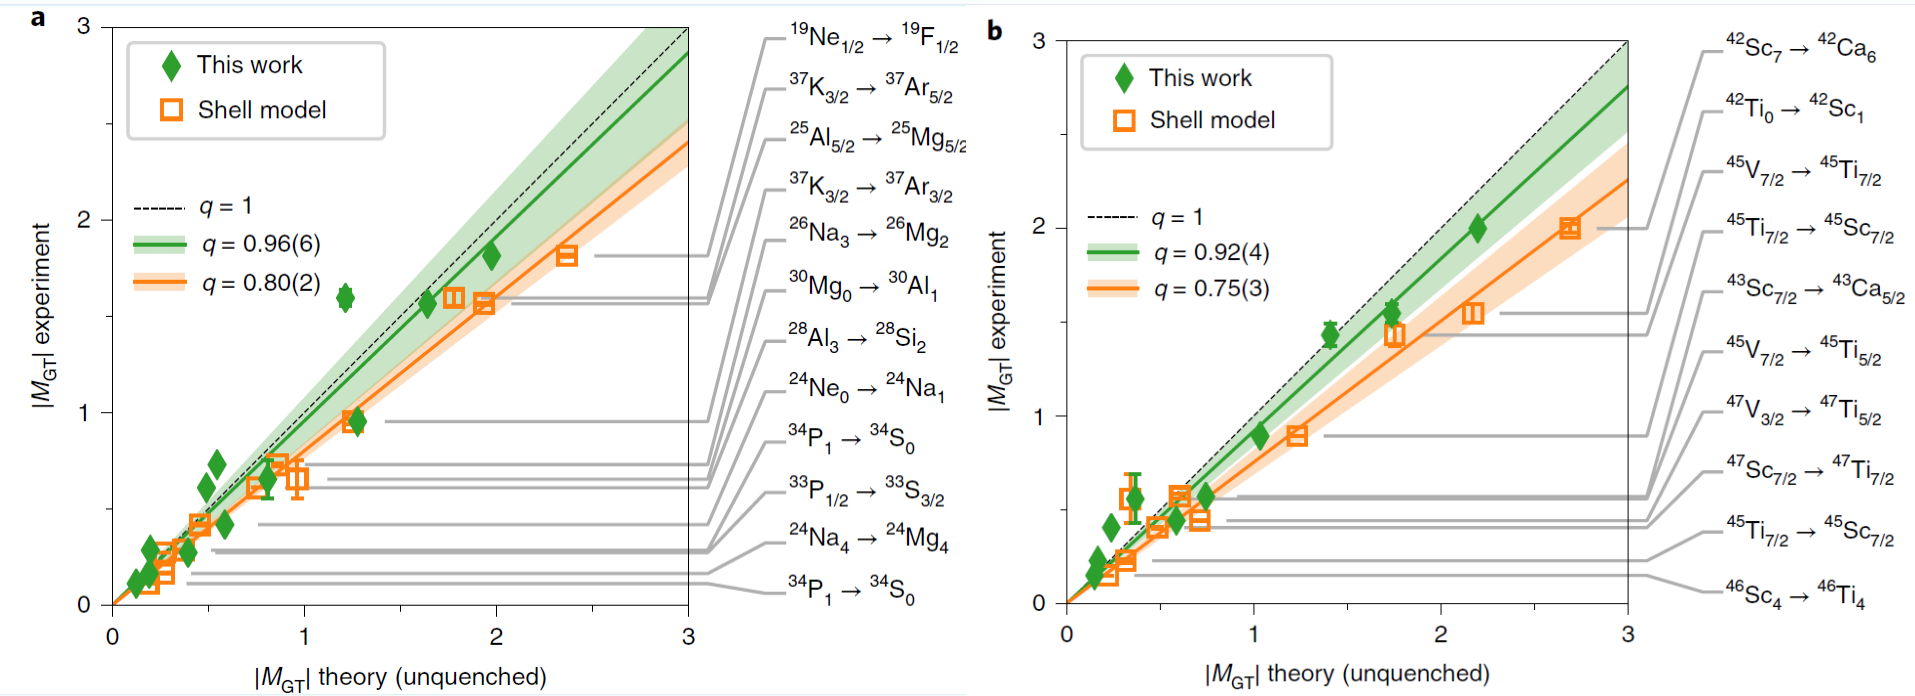 a
3
This work
Shell model
q = 1
q = 0.96(6)
q = 0.80(2)
2
1
0
0
1
2
3
|M_GT| experiment
|M_GT| theory (unquenched)
¹⁹Ne₁/₂ → ¹⁹F₁/₂
³⁷K₃/₂ → ³⁷Ar₅/₂
²⁵Al₅/₂ → ²⁵Mg₅/₂
³⁷K₃/₂ → ³⁷Ar₃/₂
²⁶Na₃ → ²⁶Mg₂
³⁰Mg₀ → ³⁰Al₁
²⁸Al₃ → ²⁸Si₂
²⁴Ne₀ → ²⁴Na₁
³⁴P₁ → ³⁴S₀
³³P₁/₂ → ³³S₃/₂
²⁴Na₄ → ²⁴Mg₄
³⁴P₁ → ³⁴S₀
b
3
This work
Shell model
q = 1
q = 0.92(4)
q = 0.75(3)
2
1
0
0
1
2
3
|M_GT| experiment
|M_GT| theory (unquenched)
⁴²Sc₇ → ⁴²Ca₆
⁴²Ti₀ → ⁴²Sc₁
⁴⁵V₇/₂ → ⁴⁵Ti₇/₂
⁴⁵Ti₇/₂ → ⁴⁵Sc₇/₂
⁴³Sc₇/₂ → ⁴³Ca₅/₂
⁴⁵V₇/₂ → ⁴⁵Ti₅/₂
⁴⁷V₃/₂ → ⁴⁷Ti₅/₂
⁴⁷Sc₇/₂ → ⁴⁷Ti₇/₂
⁴⁵Ti₇/₂ → ⁴⁵Sc₇/₂
⁴⁶Sc₄ → ⁴⁶Ti₄